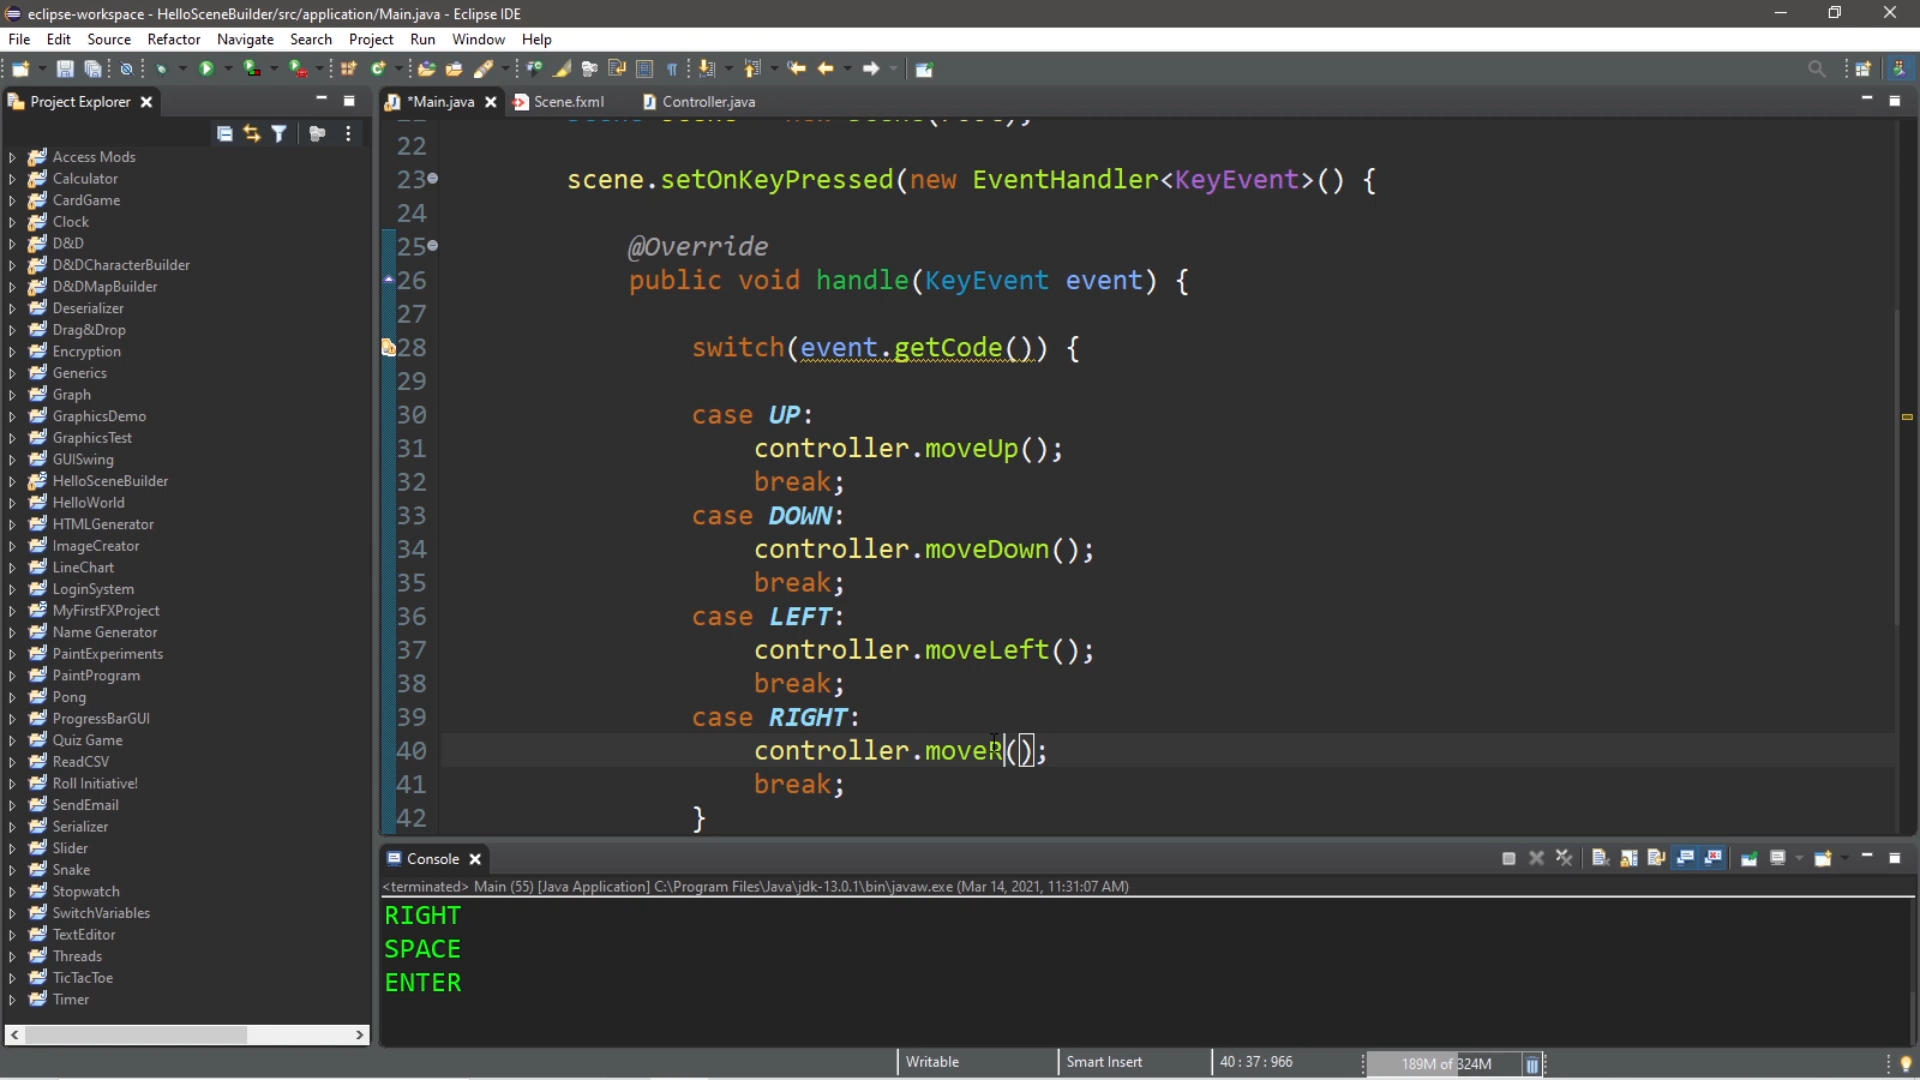 eclipse-workspace - HelloSceneBuilder/src/application/Main.java - Eclipse IDE
File Edit Source Refactor Navigate Search Project Run Window Help
Project Explorer
*Main.java Scene.fxml Controller.java
Access Mods
Calculator
CardGame
Clock
D&D
D&DCharacterBuilder
D&DMapBuilder
Deserializer
Drag&Drop
Encryption
Generics
Graph
GraphicsDemo
GraphicsTest
GUISwing
HelloSceneBuilder
HelloWorld
HTMLGenerator
ImageCreator
LineChart
LoginSystem
MyFirstFXProject
Name Generator
PaintExperiments
PaintProgram
Pong
ProgressBarGUI
Quiz Game
ReadCSV
Roll Initiative!
SendEmail
Serializer
Slider
Snake
Stopwatch
SwitchVariables
TextEditor
Threads
TicTacToe
Timer
22
23 scene.setOnKeyPressed(new EventHandler<KeyEvent>() {
24
25 @Override
26 public void handle(KeyEvent event) {
27
28 switch(event.getCode()) {
29
30 case UP:
31 controller.moveUp();
32 break;
33 case DOWN:
34 controller.moveDown();
35 break;
36 case LEFT:
37 controller.moveLeft();
38 break;
39 case RIGHT:
40 controller.moveR();
41 break;
42 }
Console
<terminated> Main (55) [Java Application] C:\Program Files\Java\jdk-13.0.1\bin\javaw.exe (Mar 14, 2021, 11:31:07 AM)
RIGHT
SPACE
ENTER
Writable Smart Insert 40 : 37 : 966 189M of 324M